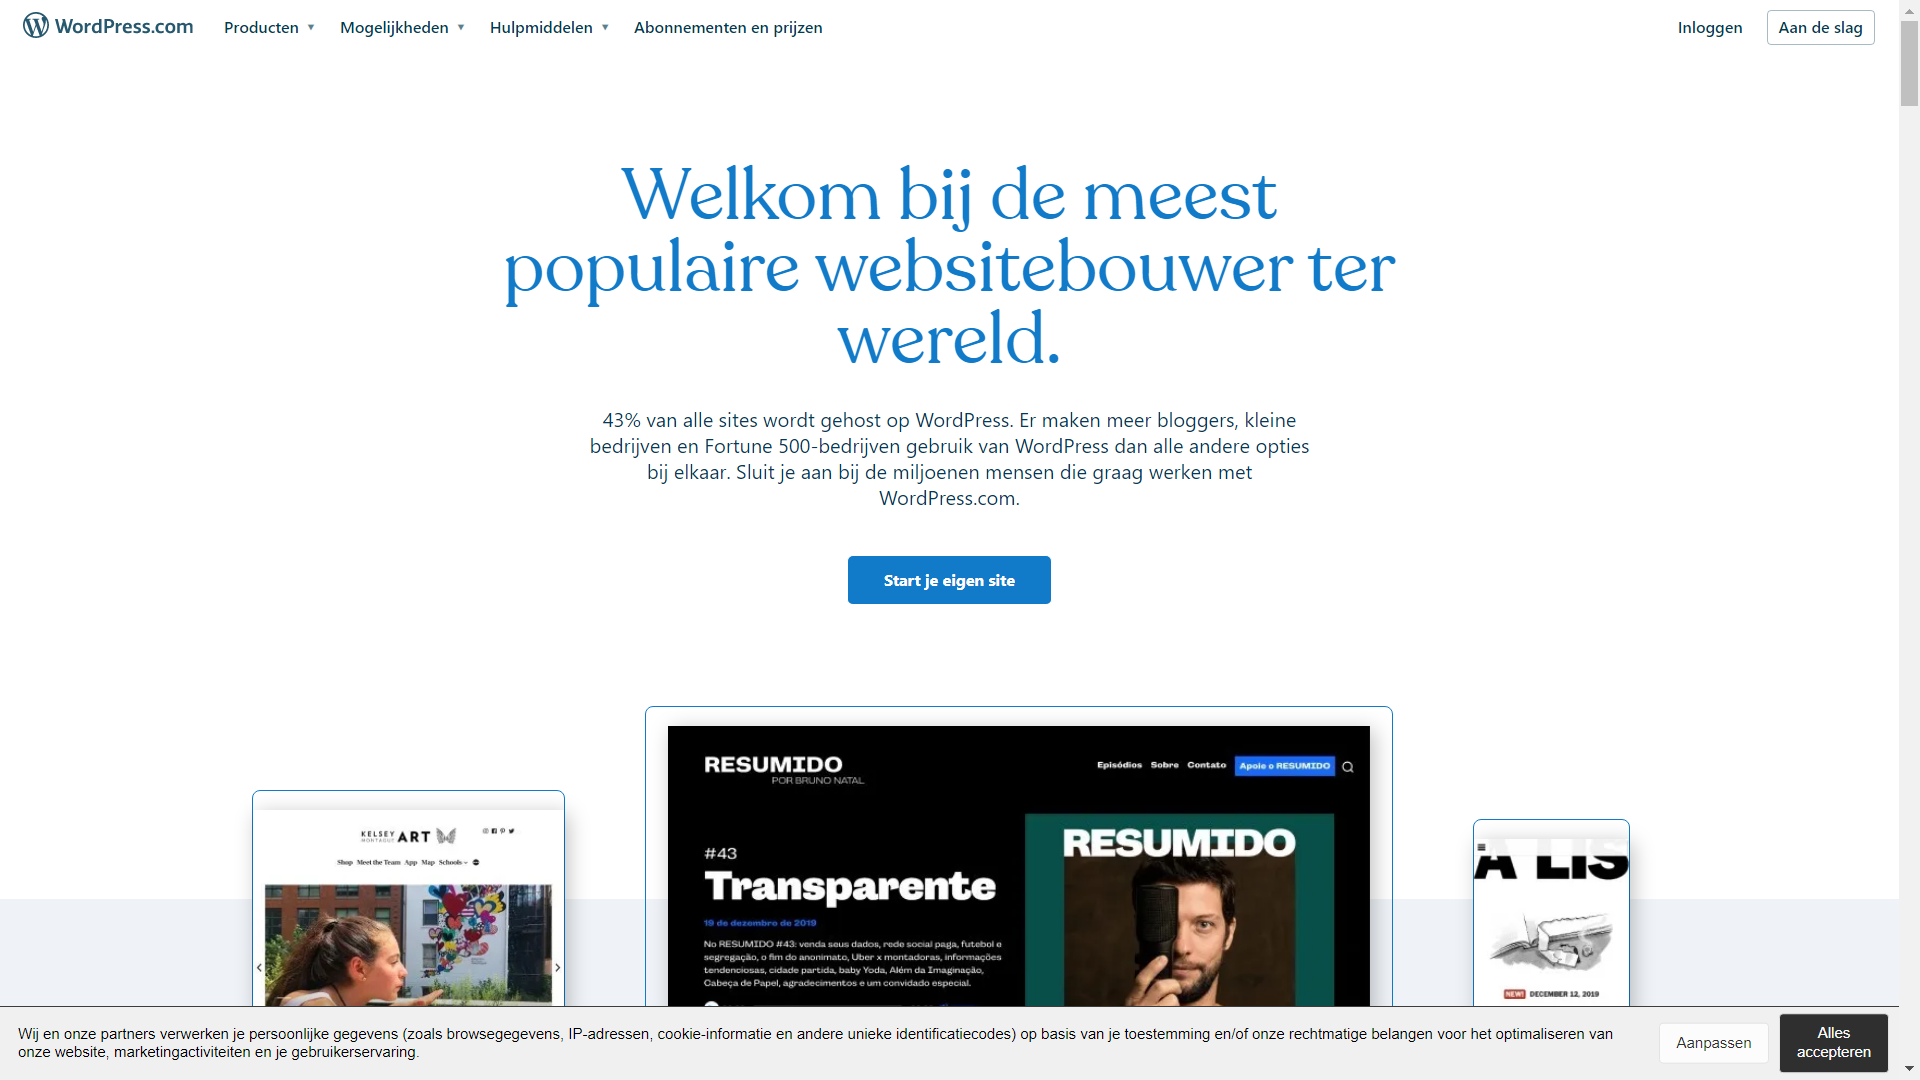 WordPress.com
Producten
Mogelijkheden
Hulpmiddelen
Abonnementen en prijzen
Inloggen
Aan de slag
Welkom bij de meest
populaire websitebouwer ter
wereld.
43% van alle sites wordt gehost op WordPress. Er maken meer bloggers, kleine
bedrijven en Fortune 500-bedrijven gebruik van WordPress dan alle andere opties
bij elkaar. Sluit je aan bij de miljoenen mensen die graag werken met
WordPress.com.
Start je eigen site
KELSEY
MONTAGUE
ART
Shop Meet the Team App Map Schools
RESUMIDO
POR BRUNO NATAL
Episódios Sobre Contato Apoie o RESUMIDO
#43
Transparente
19 de dezembro de 2019
No RESUMIDO #43: venda seus dados, rede social paga, futebol e
segregação, o fim do anonimato, Uber x montadoras, informações
tendenciosas, cidade partida, baby Yoda, Além da Imaginação,
Cabeça de Papel, agradecimentos e um convidado especial.
RESUMIDO
A LIS
NEW! DECEMBER 12, 2019
Wij en onze partners verwerken je persoonlijke gegevens (zoals browsegegevens, IP-adressen, cookie-informatie en andere unieke identificatiecodes) op basis van je toestemming en/of onze rechtmatige belangen voor het optimaliseren van
onze website, marketingactiviteiten en je gebruikerservaring.
Aanpassen
Alles
accepteren